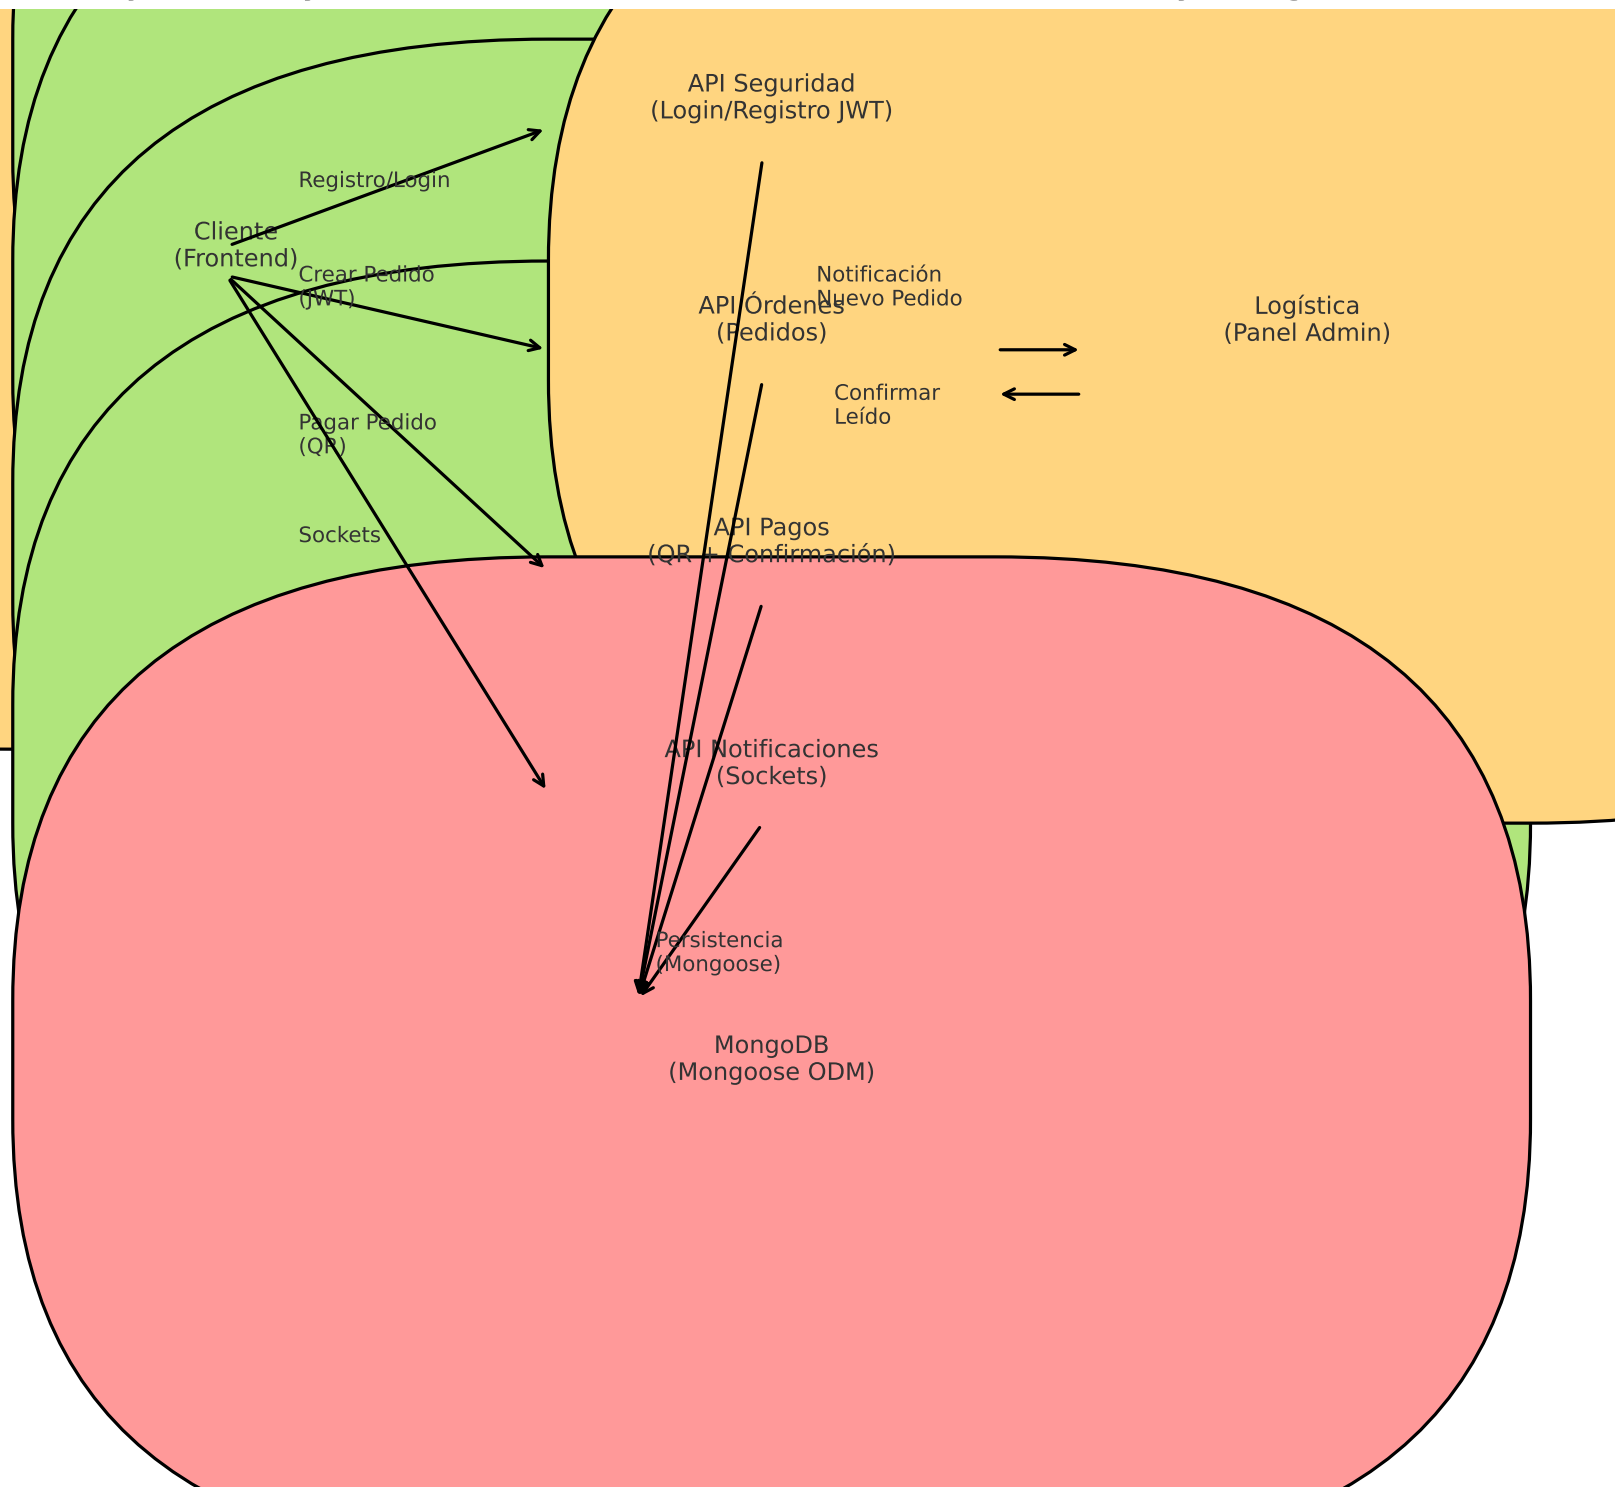 API Seguridad
(Login/Registro JWT)
Registro/Login
Cliente
(Frontend)
Crear Pedido
(JWT)
Notificación
Nuevo Pedido
API Órdenes
(Pedidos)
Logística
(Panel Admin)
Confirmar
Leído
Pagar Pedido
(QR)
Sockets
API Pagos
(QR + Confirmación)
API Notificaciones
(Sockets)
Persistencia
(Mongoose)
MongoDB
(Mongoose ODM)